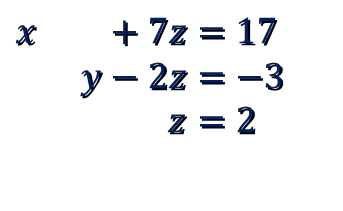 x + 7z = 17
y − 2z = −3
z = 2